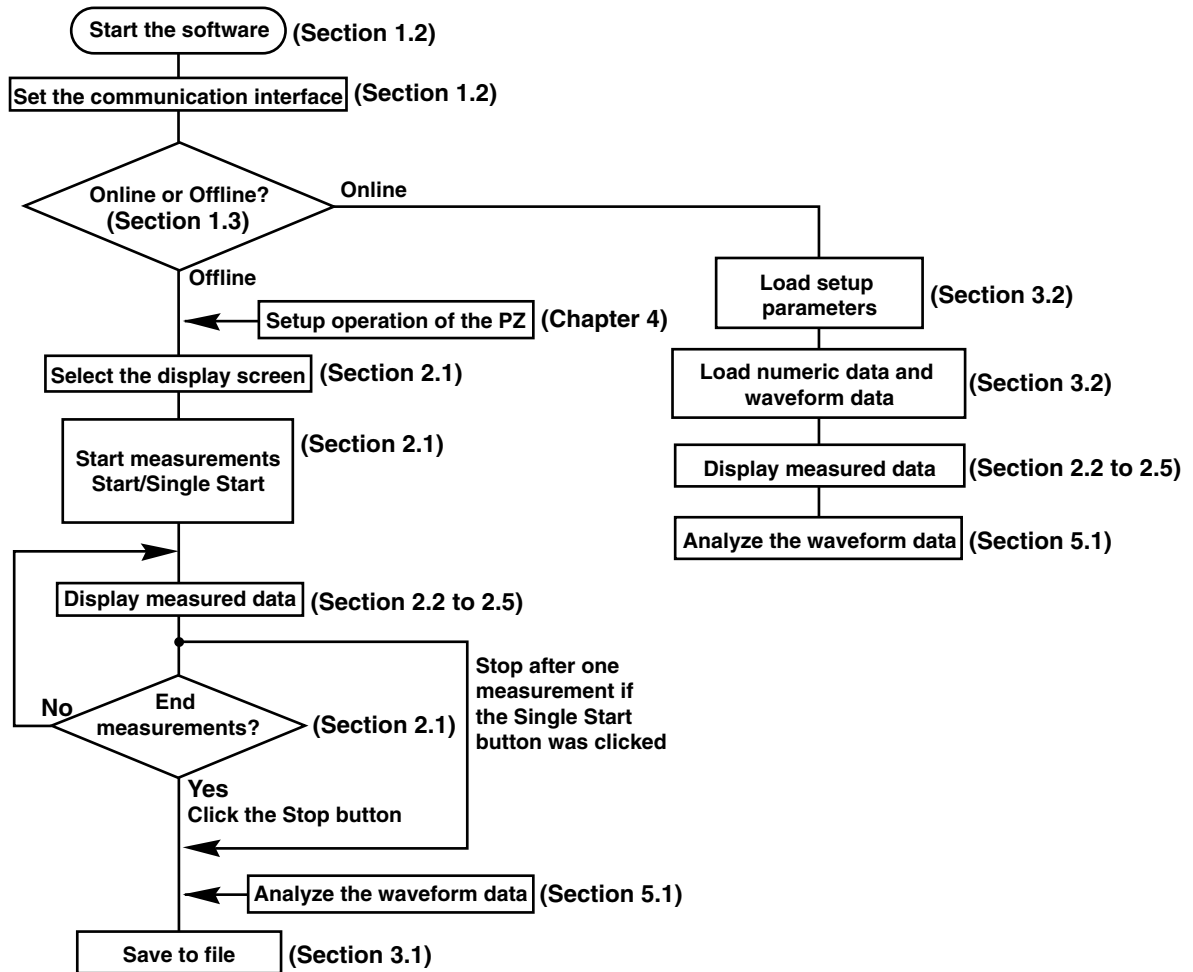 Start the software (Section 1.2)
Set the communication interface (Section 1.2)
Online or Offline?
(Section 1.3)
Online
Offline
Setup operation of the PZ (Chapter 4)
Select the display screen (Section 2.1)
Start measurements
Start/Single Start
(Section 2.1)
Display measured data (Section 2.2 to 2.5)
No
End
measurements?
(Section 2.1)
Stop after one
measurement if
the Single Start
button was clicked
Yes
Click the Stop button
Analyze the waveform data (Section 5.1)
Save to file (Section 3.1)
Load setup
parameters
(Section 3.2)
Load numeric data and
waveform data
(Section 3.2)
Display measured data (Section 2.2 to 2.5)
Analyze the waveform data (Section 5.1)